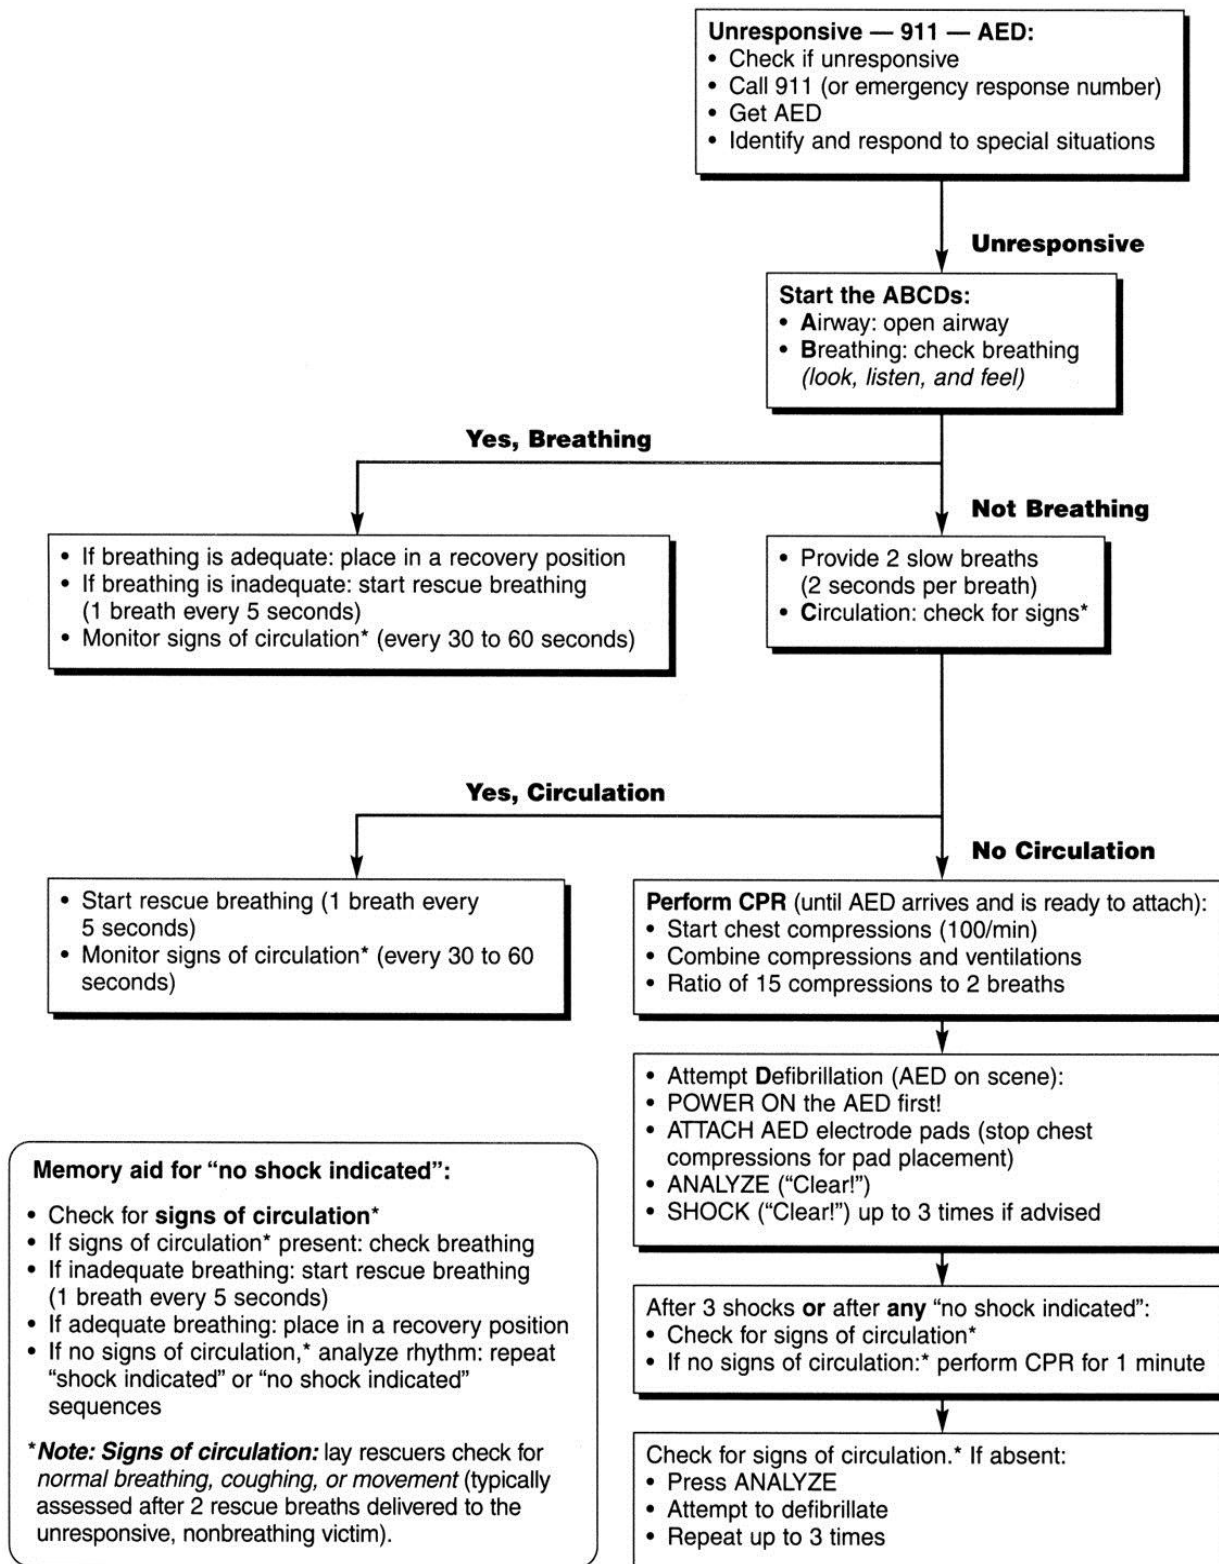 Unresponsive — 911 — AED:
• Check if unresponsive
• Call 911 (or emergency response number)
• Get AED
• Identify and respond to special situations
Unresponsive
Start the ABCDs:
• Airway: open airway
• Breathing: check breathing
(look, listen, and feel)
Yes, Breathing
Not Breathing
• If breathing is adequate: place in a recovery position
• If breathing is inadequate: start rescue breathing
(1 breath every 5 seconds)
• Monitor signs of circulation* (every 30 to 60 seconds)
• Provide 2 slow breaths
(2 seconds per breath)
• Circulation: check for signs*
Yes, Circulation
No Circulation
• Start rescue breathing (1 breath every
5 seconds)
• Monitor signs of circulation* (every 30 to 60
seconds)
Perform CPR (until AED arrives and is ready to attach):
• Start chest compressions (100/min)
• Combine compressions and ventilations
• Ratio of 15 compressions to 2 breaths
• Attempt Defibrillation (AED on scene):
• POWER ON the AED first!
• ATTACH AED electrode pads (stop chest
compressions for pad placement)
• ANALYZE (“Clear!”)
• SHOCK (“Clear!”) up to 3 times if advised
After 3 shocks or after any “no shock indicated”:
• Check for signs of circulation*
• If no signs of circulation:* perform CPR for 1 minute
Check for signs of circulation.* If absent:
• Press ANALYZE
• Attempt to defibrillate
• Repeat up to 3 times
Memory aid for “no shock indicated”:
• Check for signs of circulation*
• If signs of circulation* present: check breathing
• If inadequate breathing: start rescue breathing
(1 breath every 5 seconds)
• If adequate breathing: place in a recovery position
• If no signs of circulation,* analyze rhythm: repeat
“shock indicated” or “no shock indicated”
sequences
*Note: Signs of circulation: lay rescuers check for
normal breathing, coughing, or movement (typically
assessed after 2 rescue breaths delivered to the
unresponsive, nonbreathing victim).